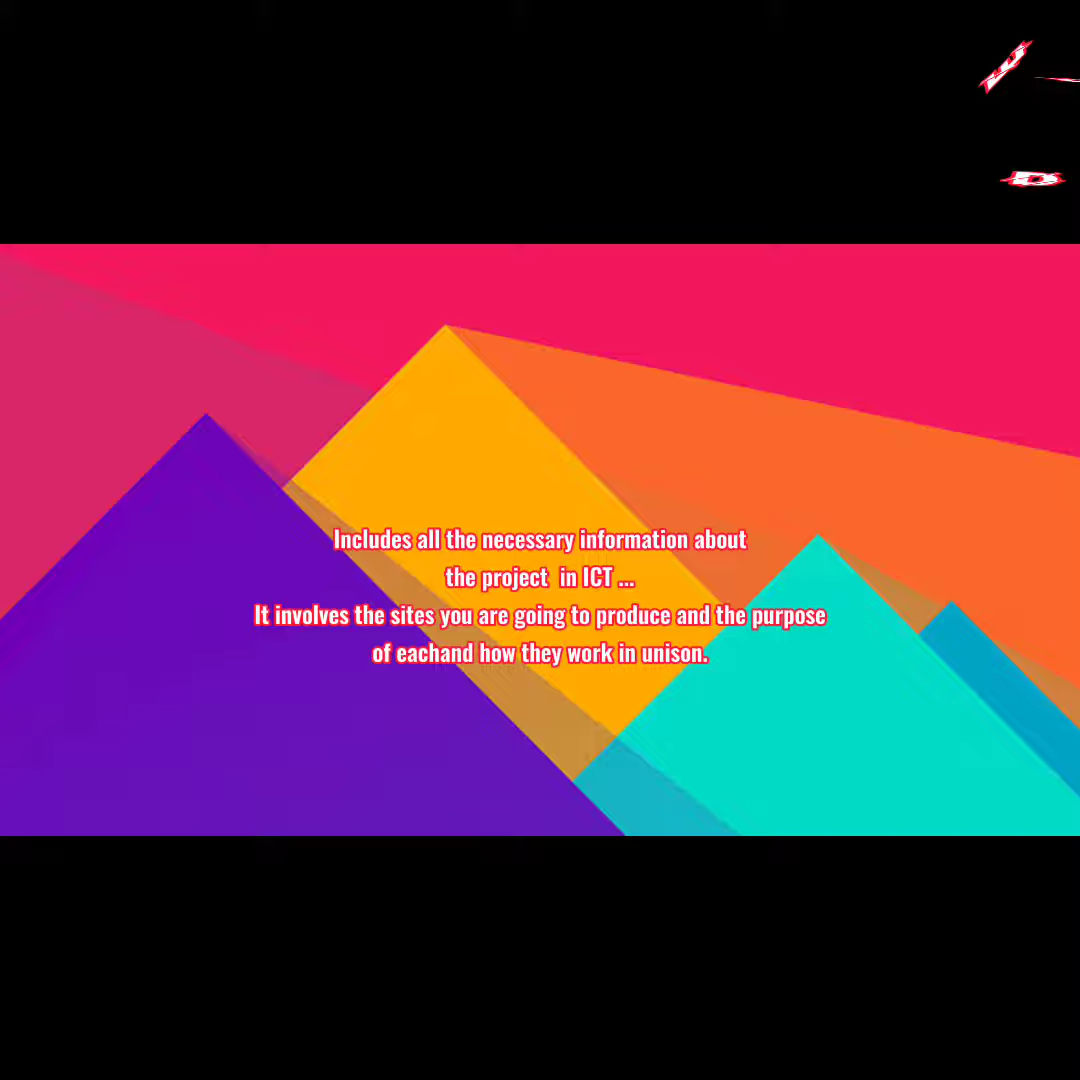 Includes all the necessary information about
the project  in ICT ...
It involves the sites you are going to produce and the purpose
of eachand how they work in unison.